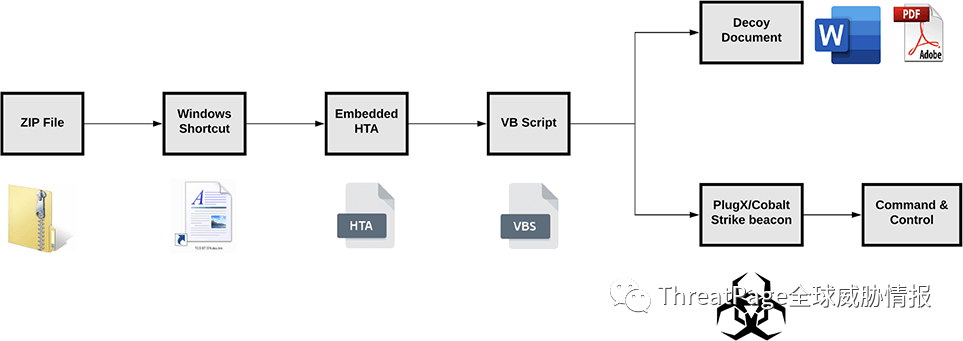 Decoy
Document
W
PDF
Adobe
ZIP File
Windows
Shortcut
Embedded
HTA
VB Script
A
HTA
VBS
PlugX/Cobalt
Strike beacon
Command &
Control
ThreatPage全球威胁情报